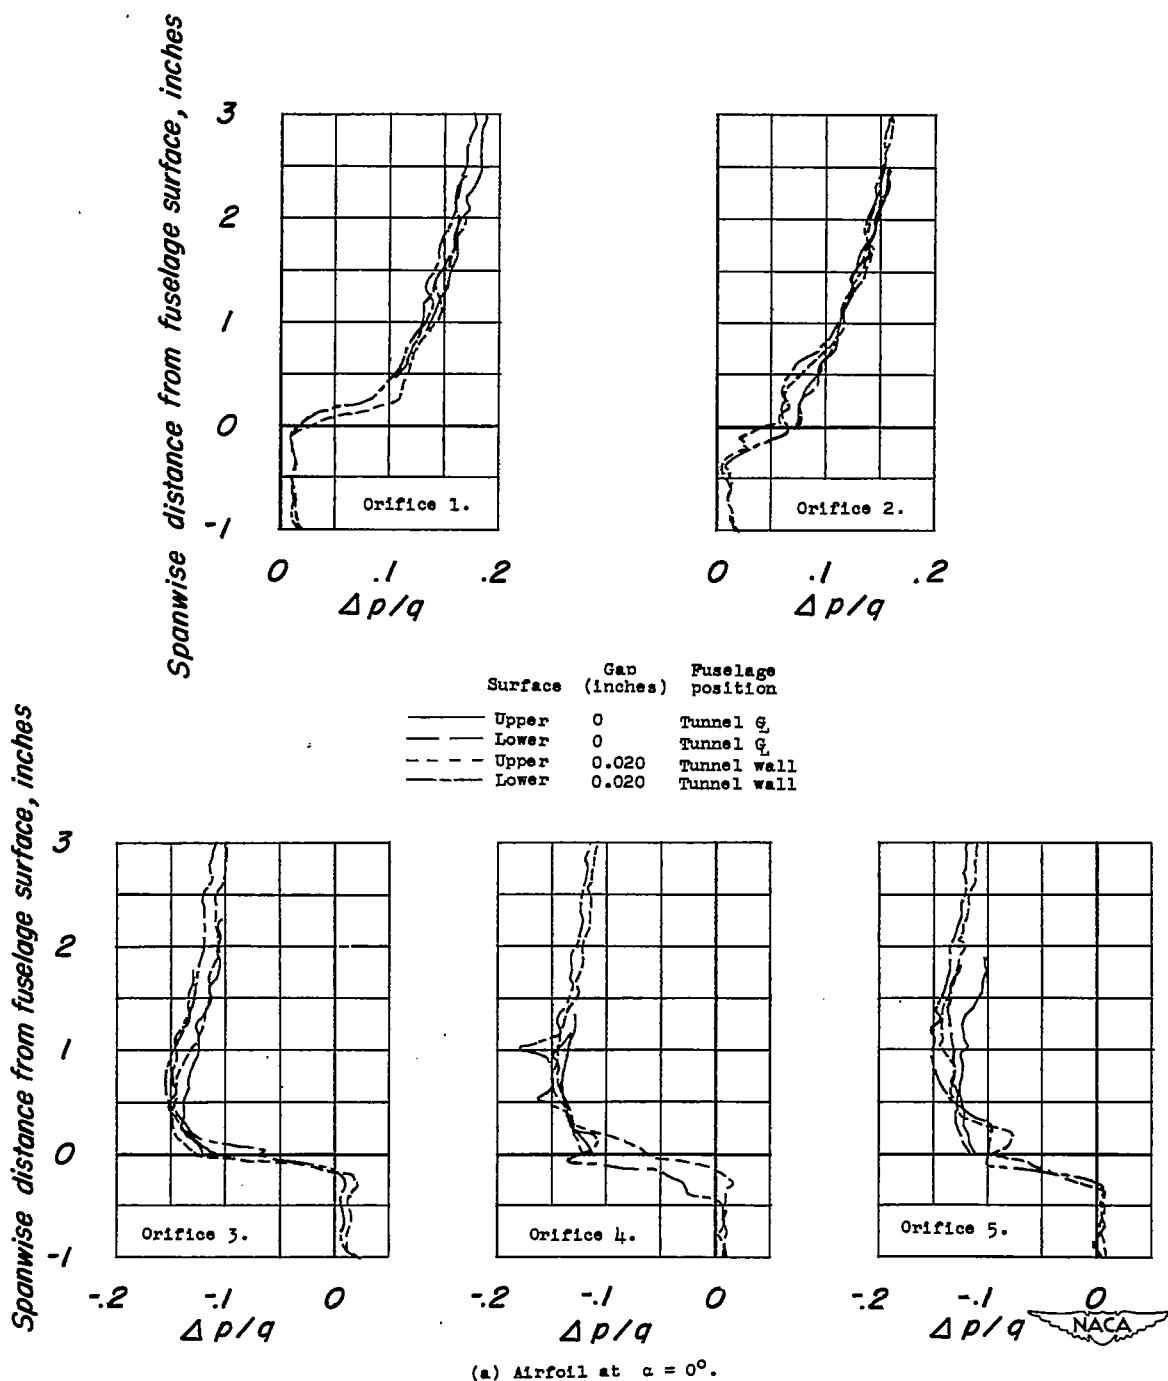 Spanwise distance from fuselage surface, inches
3
2
1
0
-1
Orifice 1.
Orifice 2.
0 .1 .2
Δp/q
0 .1 .2
Δp/q
Surface Gap (inches) Fuselage position
Upper 0 Tunnel ℄
Lower 0 Tunnel ℄
Upper 0.020 Tunnel wall
Lower 0.020 Tunnel wall
Spanwise distance from fuselage surface, inches
3
2
1
0
-1
Orifice 3.
Orifice 4.
Orifice 5.
-.2 -.1 0
Δp/q
-.2 -.1 0
Δp/q
-.2 -.1 0
Δp/q
NACA
(a) Airfoil at α = 0°.